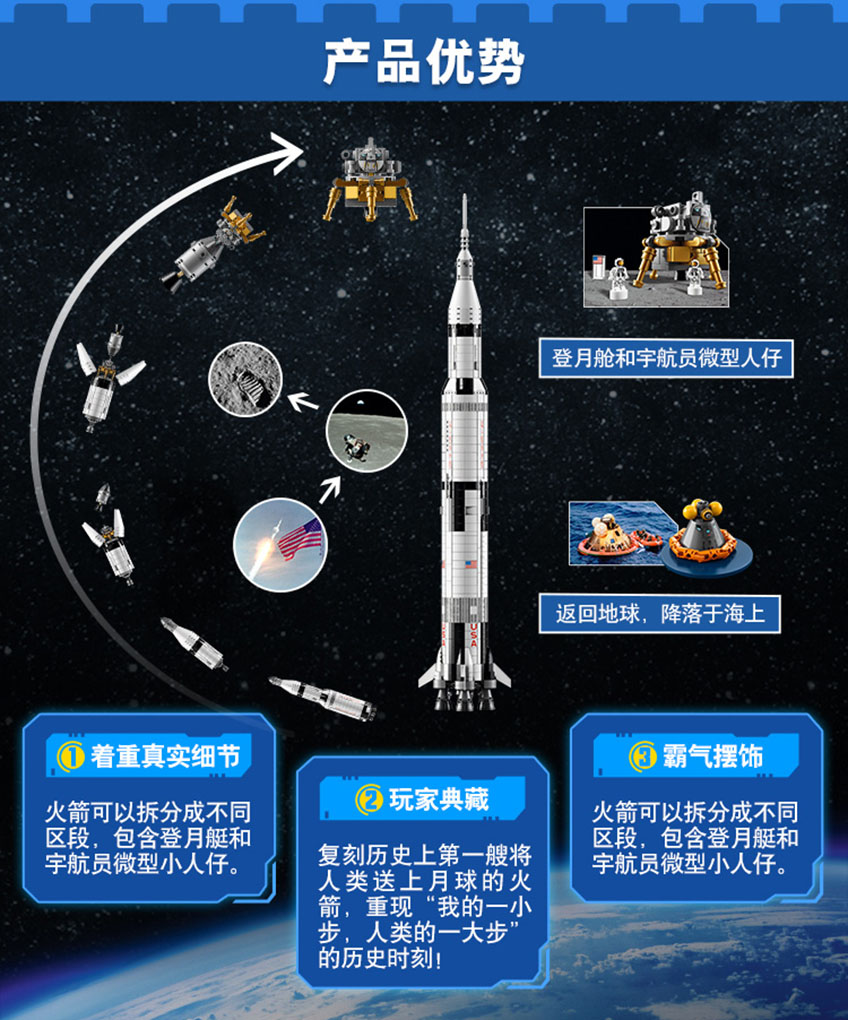 产品优势
登月舱和宇航员微型人仔
返回地球，降落于海上
USA
USA
1 着重真实细节
火箭可以拆分成不同
区段，包含登月艇和
宇航员微型小人仔。
2 玩家典藏
复刻历史上第一艘将
人类送上月球的火
箭，重现“我的一小
步，人类的一大步”
的历史时刻！
3 霸气摆饰
火箭可以拆分成不同
区段，包含登月艇和
宇航员微型小人仔。